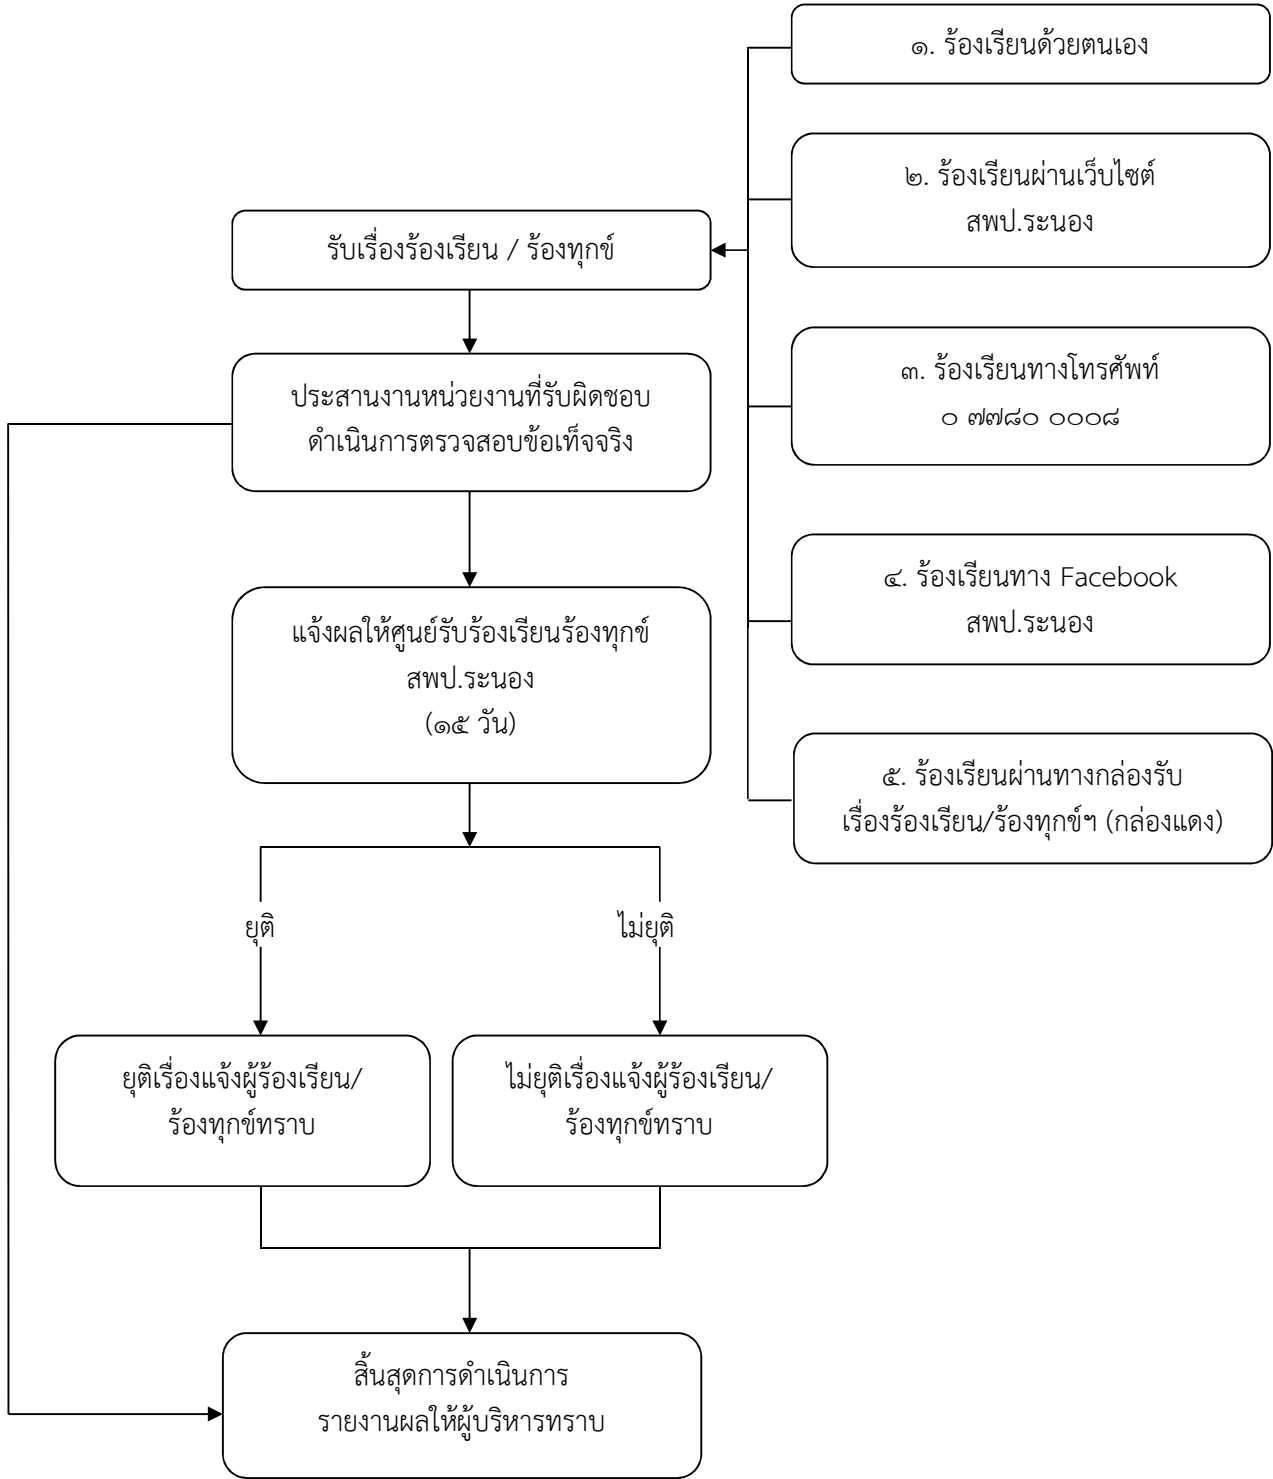 ๑. ร้องเรียนด้วยตนเอง
๒. ร้องเรียนผ่านเว็บไซต์
สพป.ระนอง
รับเรื่องร้องเรียน / ร้องทุกข์
๓. ร้องเรียนทางโทรศัพท์
๐ ๗๗๘๐ ๐๐๐๘
ประสานงานหน่วยงานที่รับผิดชอบ
ดำเนินการตรวจสอบข้อเท็จจริง
๔. ร้องเรียนทาง Facebook
สพป.ระนอง
แจ้งผลให้ศูนย์รับร้องเรียนร้องทุกข์
สพป.ระนอง
(๑๕ วัน)
๕. ร้องเรียนผ่านทางกล่องรับ
เรื่องร้องเรียน/ร้องทุกข์ฯ (กล่องแดง)
ยุติ
ไม่ยุติ
ยุติเรื่องแจ้งผู้ร้องเรียน/
ร้องทุกข์ทราบ
ไม่ยุติเรื่องแจ้งผู้ร้องเรียน/
ร้องทุกข์ทราบ
สิ้นสุดการดำเนินการ
รายงานผลให้ผู้บริหารทราบ